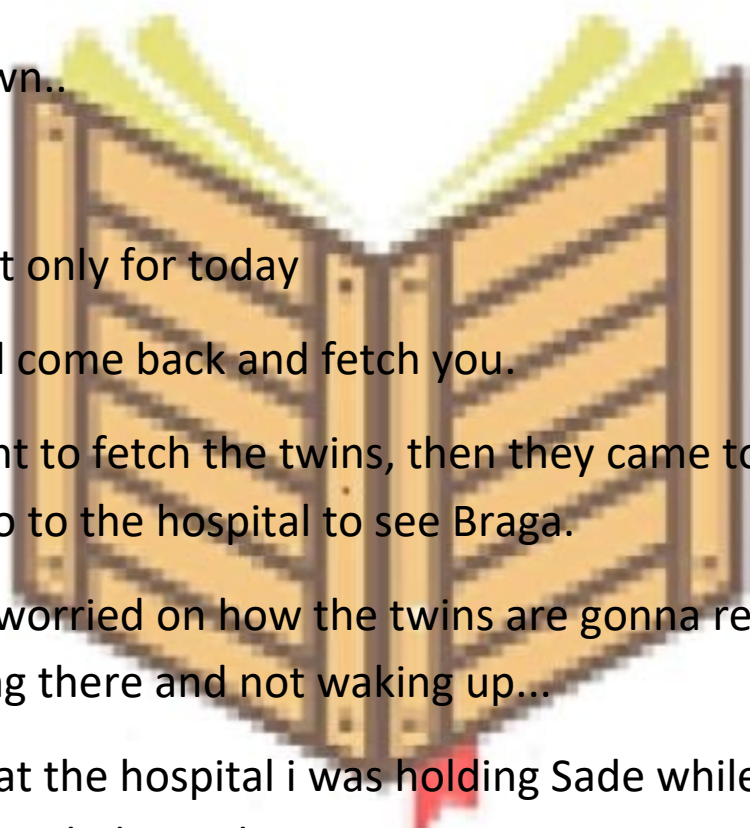 wn..
t only for today
l come back and fetch you.
nt to fetch the twins, then they came to
o to the hospital to see Braga.
worried on how the twins are gonna re
ng there and not waking up...
at the hospital i was holding Sade while